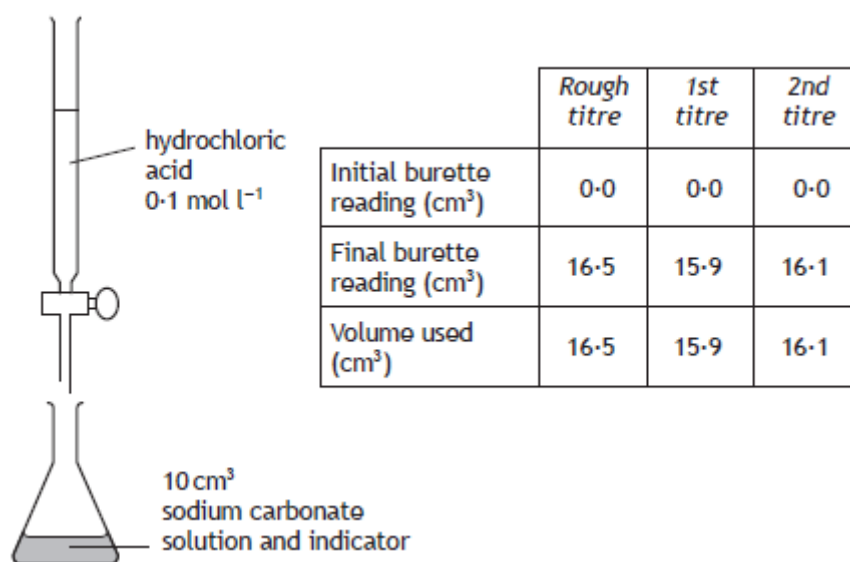 hydrochloric
acid
0·1 mol l⁻¹
10 cm³
sodium carbonate
solution and indicator
Rough titre 1st titre 2nd titre
Initial burette reading (cm³) 0·0 0·0 0·0
Final burette reading (cm³) 16·5 15·9 16·1
Volume used (cm³) 16·5 15·9 16·1